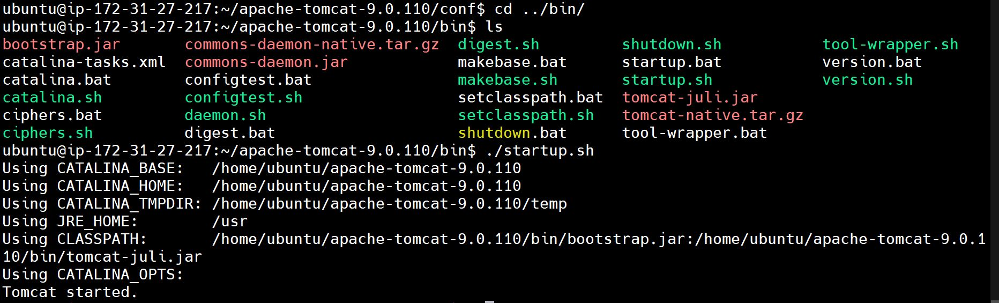 ubuntu@ip-172-31-27-217:~/apache-tomcat-9.0.110/conf$ cd ../bin/
ubuntu@ip-172-31-27-217:~/apache-tomcat-9.0.110/bin$ ls
bootstrap.jar       commons-daemon-native.tar.gz  digest.sh         shutdown.sh           tool-wrapper.sh
catalina-tasks.xml  commons-daemon.jar            makebase.bat      startup.bat           version.bat
catalina.bat        configtest.bat                makebase.sh       startup.sh            version.sh
catalina.sh         configtest.sh                 setclasspath.bat  tomcat-juli.jar
ciphers.bat         daemon.sh                     setclasspath.sh   tomcat-native.tar.gz
ciphers.sh          digest.bat                    shutdown.bat      tool-wrapper.bat
ubuntu@ip-172-31-27-217:~/apache-tomcat-9.0.110/bin$ ./startup.sh
Using CATALINA_BASE:   /home/ubuntu/apache-tomcat-9.0.110
Using CATALINA_HOME:   /home/ubuntu/apache-tomcat-9.0.110
Using CATALINA_TMPDIR: /home/ubuntu/apache-tomcat-9.0.110/temp
Using JRE_HOME:        /usr
Using CLASSPATH:       /home/ubuntu/apache-tomcat-9.0.110/bin/bootstrap.jar:/home/ubuntu/apache-tomcat-9.0.1
10/bin/tomcat-juli.jar
Using CATALINA_OPTS:
Tomcat started.